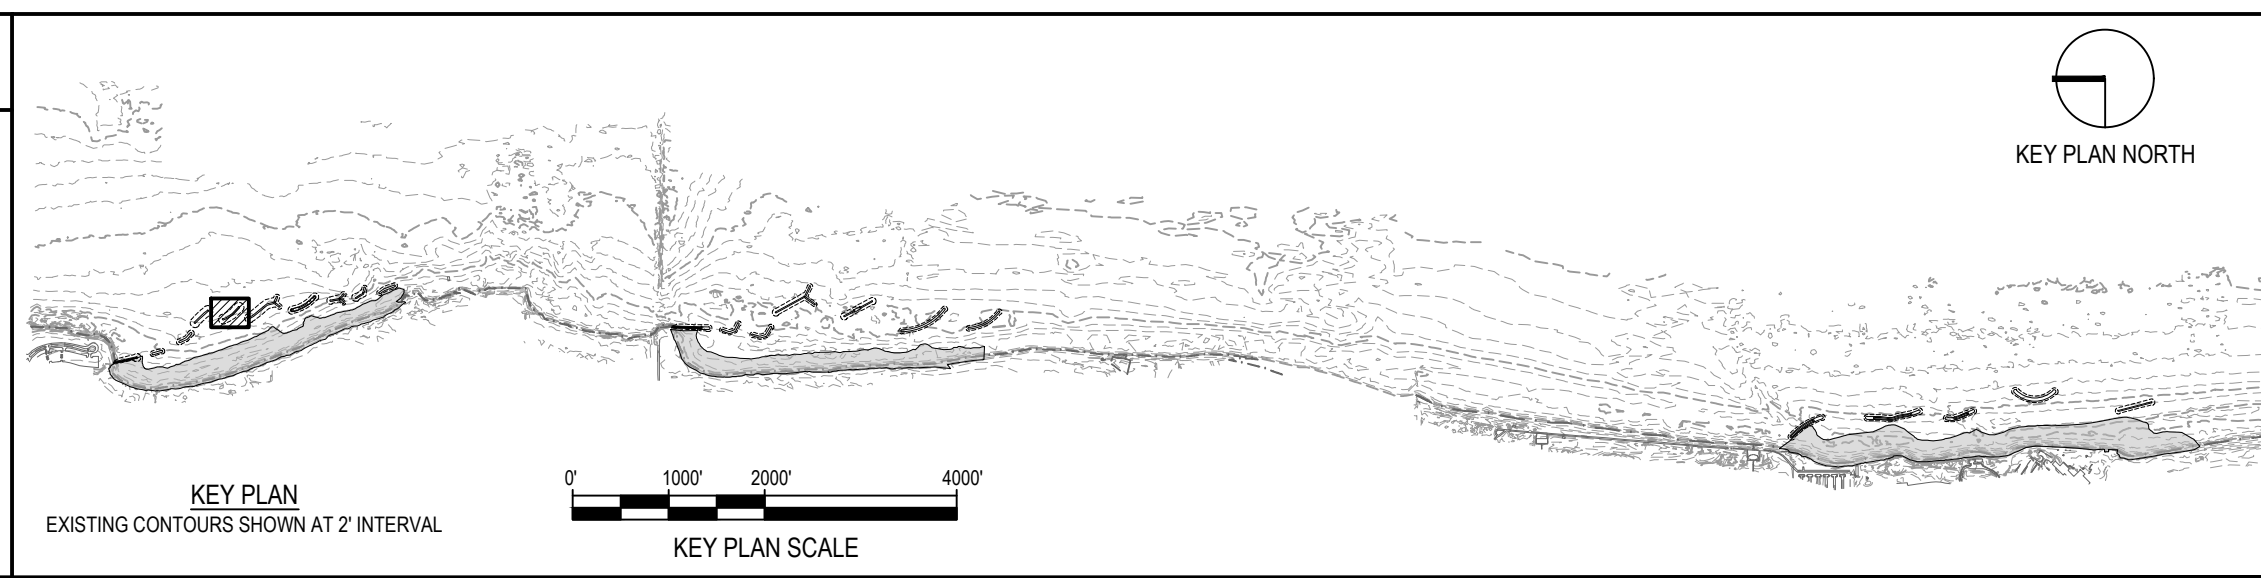 KEY PLAN NORTH
KEY PLAN
EXISTING CONTOURS SHOWN AT 2' INTERVAL
0' 1000' 2000' 4000'
KEY PLAN SCALE